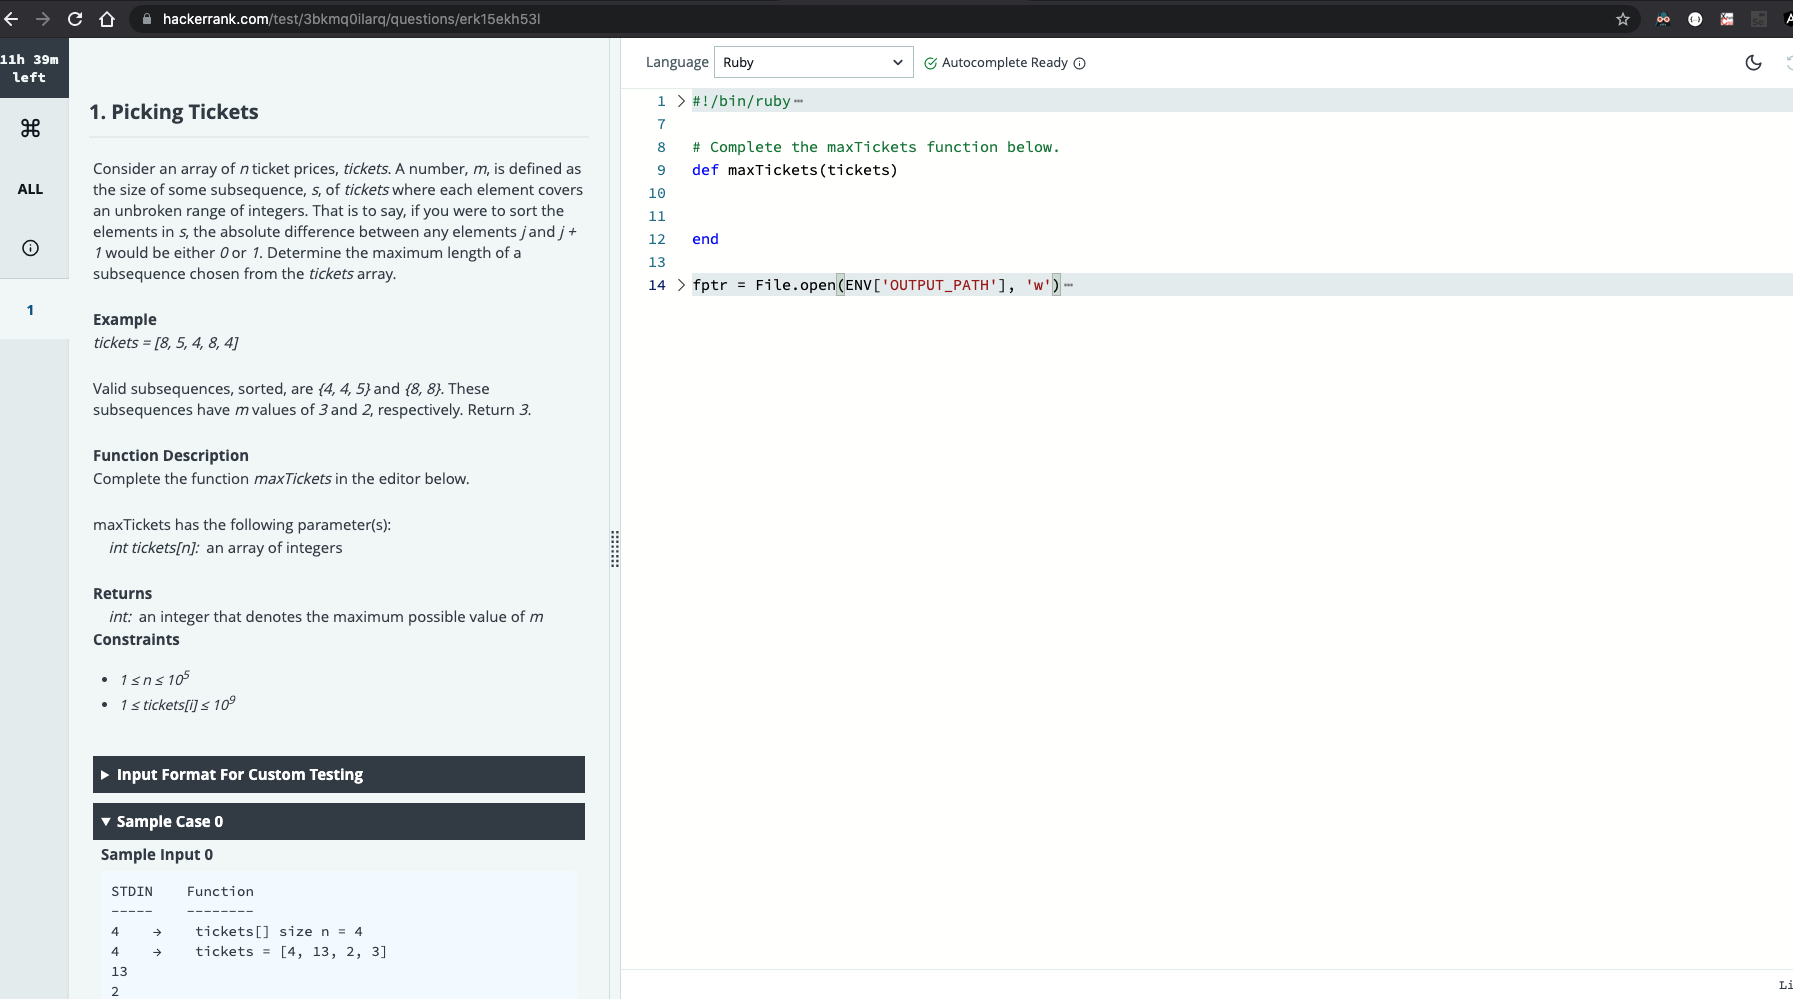 hackerrank.com/test/3bkmq0ilarq/questions/erk15ekh53l
11h 39m
left
ALL
1
1. Picking Tickets
Consider an array of n ticket prices, tickets. A number, m, is defined as
the size of some subsequence, s, of tickets where each element covers
an unbroken range of integers. That is to say, if you were to sort the
elements in s, the absolute difference between any elements j and j +
1 would be either 0 or 1. Determine the maximum length of a
subsequence chosen from the tickets array.
Example
tickets = [8, 5, 4, 8, 4]
Valid subsequences, sorted, are {4, 4, 5} and {8, 8}. These
subsequences have m values of 3 and 2, respectively. Return 3.
Function Description
Complete the function maxTickets in the editor below.
maxTickets has the following parameter(s):
int tickets[n]: an array of integers
Returns
int: an integer that denotes the maximum possible value of m
Constraints
• 1 ≤ n ≤ 10⁵
• 1 ≤ tickets[i] ≤ 10⁹
Input Format For Custom Testing
Sample Case 0
Sample Input 0
STDIN Function
----- --------
4 → tickets[] size n = 4
4 → tickets = [4, 13, 2, 3]
13
2
Language Ruby Autocomplete Ready
1 #!/bin/ruby
7
8 # Complete the maxTickets function below.
9 def maxTickets(tickets)
10
11
12 end
13
14 fptr = File.open(ENV['OUTPUT_PATH'], 'w')
Li